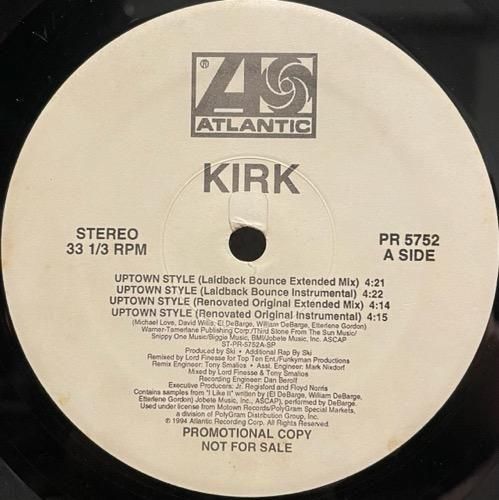 ®
ATLANTIC
KIRK
STEREO
33 1/3 RPM
PR 5752
A SIDE
UPTOWN STYLE (Laidback Bounce Extended Mix) 4:21
UPTOWN STYLE (Laidback Bounce Instrumental) 4:22
UPTOWN STYLE (Renovated Original Extended Mix) 4:14
UPTOWN STYLE (Renovated Original Instrumental) 4:15
(Michael Love, David Willis, El DeBarge, William DeBarge, Etterlene Gordon)
Warner-Tamerlane Publishing Corp/Third Stone From The Sun Music/
Snippy One Music/Biggie Music, BMI/Jobete Music, Inc., ASCAP
ST-PR-5752A-SP
Produced by Ski • Additional Rap By Ski
Remixed by Lord Finesse for Top Ten Ent./Funkyman Productions
Remix Engineer: Tony Smalios • Asst. Engineer: Mark Nixdorf
Mixed by Lord Finesse & Tony Smalios
Recording Engineer: Dan Beroff
Executive Producers: Jr. Regisford and Floyd Norris
Contains samples from "I Like It" written by (El DeBarge, William DeBarge,
Etterlene Gordon) (Jobete Music, Inc., ASCAP), performed by DeBarge.
Used under license from Motown Records/PolyGram Special Markets,
a division of PolyGram Distribution Group, Inc.
℗ 1994 Atlantic Recording Corp. All Rights Reserved.
PROMOTIONAL COPY
NOT FOR SALE